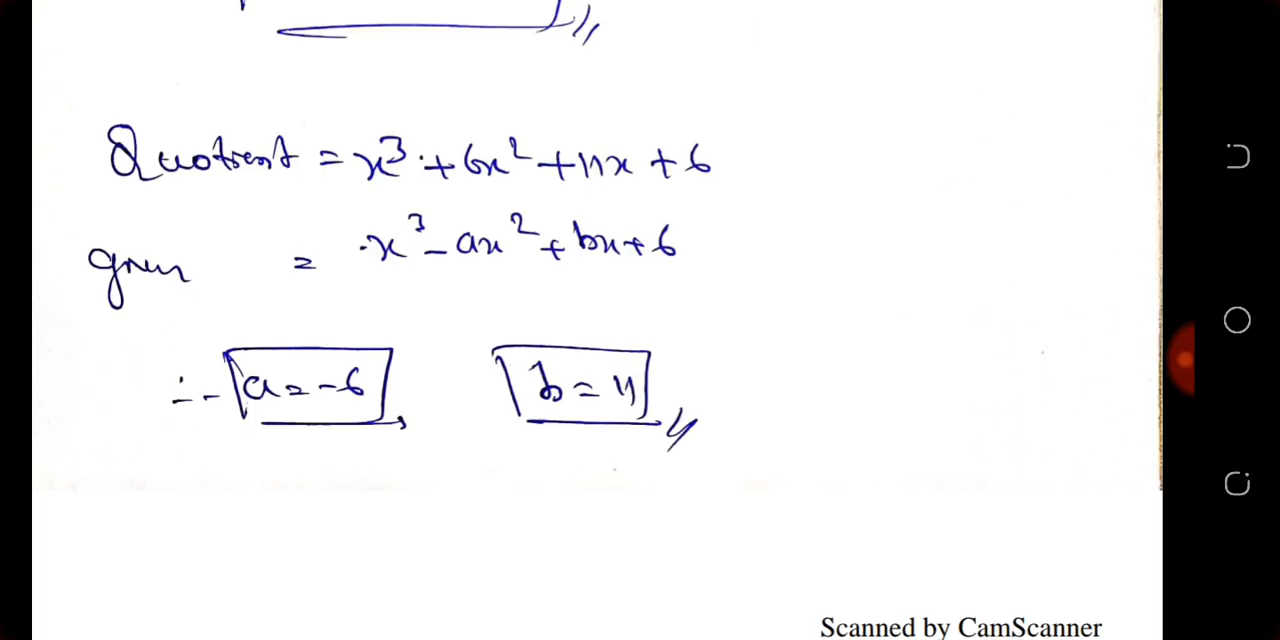 Quotient = x³ + 6x² + 11x + 6
given = x³ - ax² + bx + 6
∴ a = -6 b = 11
Scanned by CamScanner